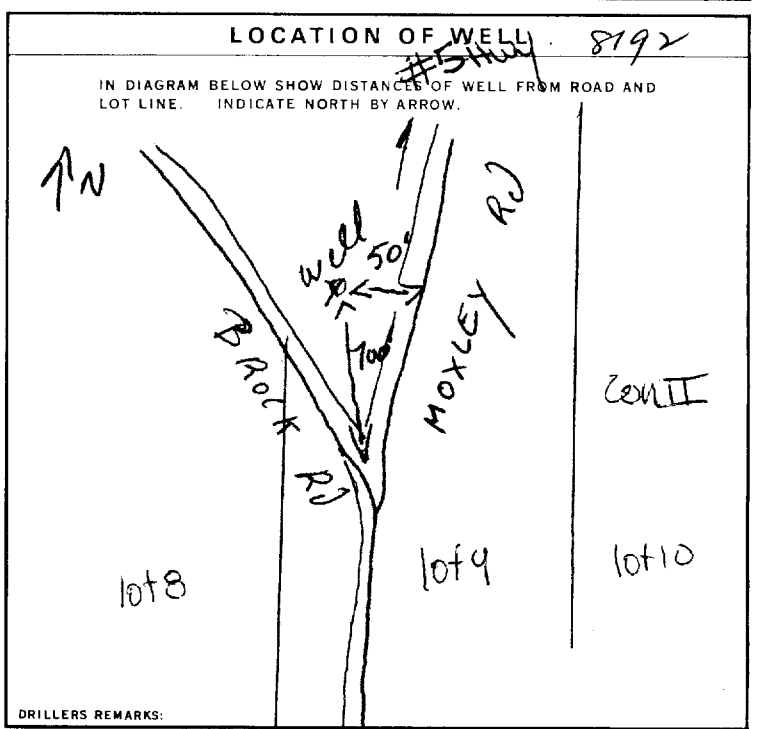 LOCATION OF WELL 8192
#5 Hwy
IN DIAGRAM BELOW SHOW DISTANCES OF WELL FROM ROAD AND
LOT LINE. INDICATE NORTH BY ARROW.
N
well
50'
700'
BROCK RD
MOXLEY RD
Con II
lot 8
lot 9
lot 10
DRILLERS REMARKS: